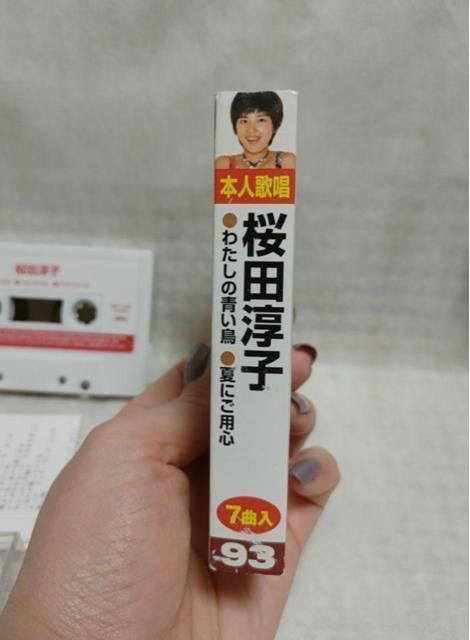 本人歌唱
桜田淳子
●わたしの青い鳥●夏にご用心
7曲入
93
桜田淳子